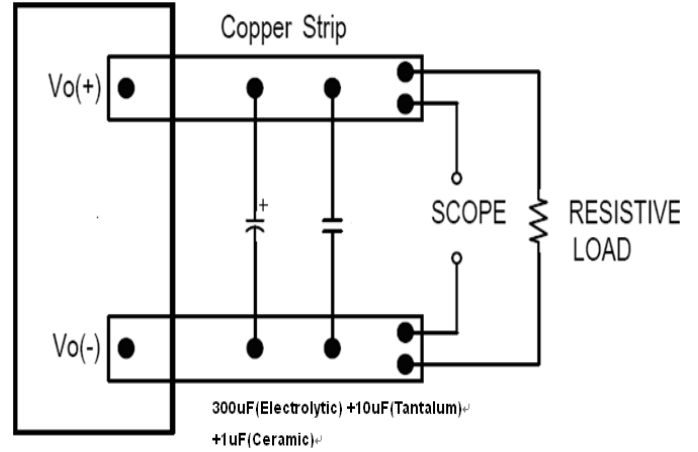 Copper Strip
Vo(+)
+
SCOPE
RESISTIVE
LOAD
Vo(-)
300uF(Electrolytic) +10uF(Tantalum)↵
+1uF(Ceramic)↵